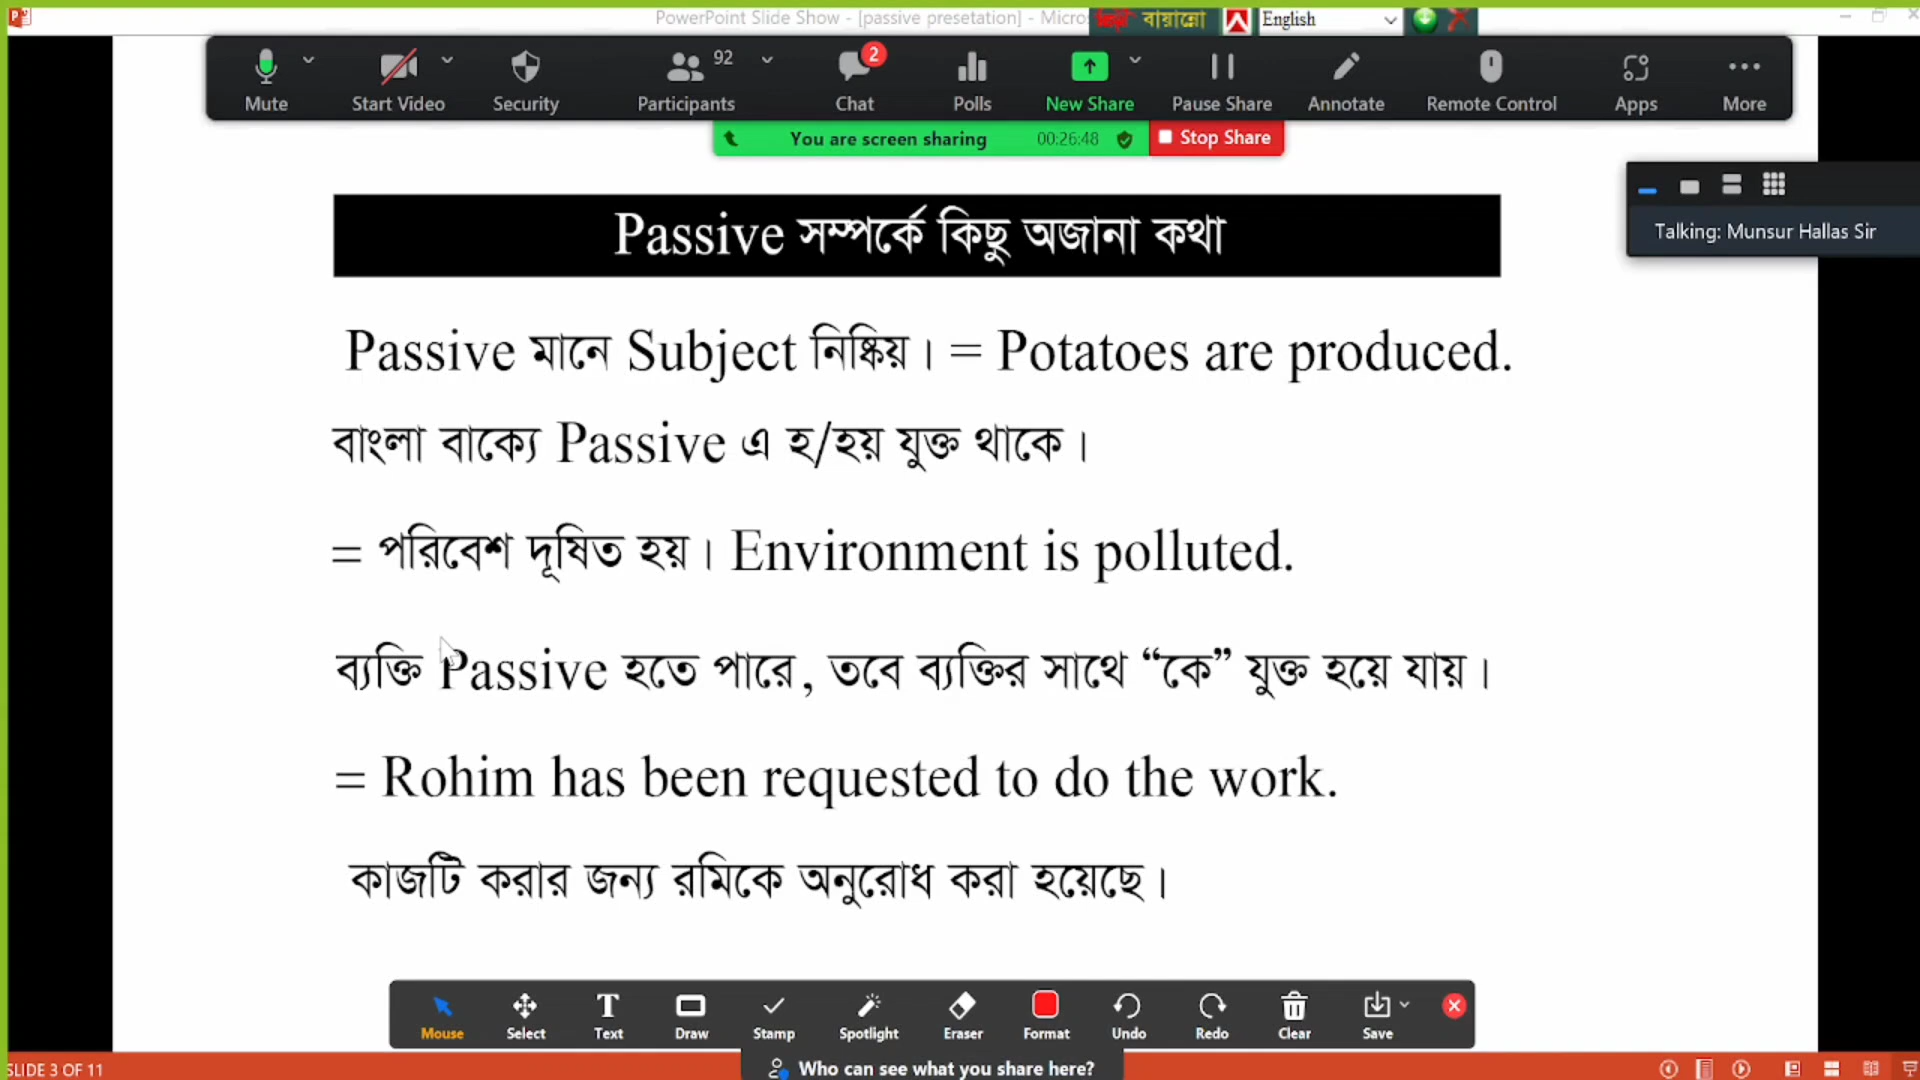 PowerPoint Slide Show - [passive presetation] - Micros
বায়ান্নো
English
Mute
Start Video
Security
92
Participants
2
Chat
Polls
New Share
Pause Share
Annotate
Remote Control
Apps
More
You are screen sharing 00:26:48 Stop Share
Talking: Munsur Hallas Sir
Passive সম্পর্কে কিছু অজানা কথা
Passive মানে Subject নিষ্কিয়। = Potatoes are produced.
বাংলা বাক্যে Passive এ হ/হয় যুক্ত থাকে।
= পরিবেশ দূষিত হয়। Environment is polluted.
ব্যক্তি Passive হতে পারে, তবে ব্যক্তির সাথে “কে” যুক্ত হয়ে যায়।
= Rohim has been requested to do the work.
কাজটি করার জন্য রমিকে অনুরোধ করা হয়েছে।
Mouse
Select
Text
Draw
Stamp
Spotlight
Eraser
Format
Undo
Redo
Clear
Save
Who can see what you share here?
SLIDE 3 OF 11